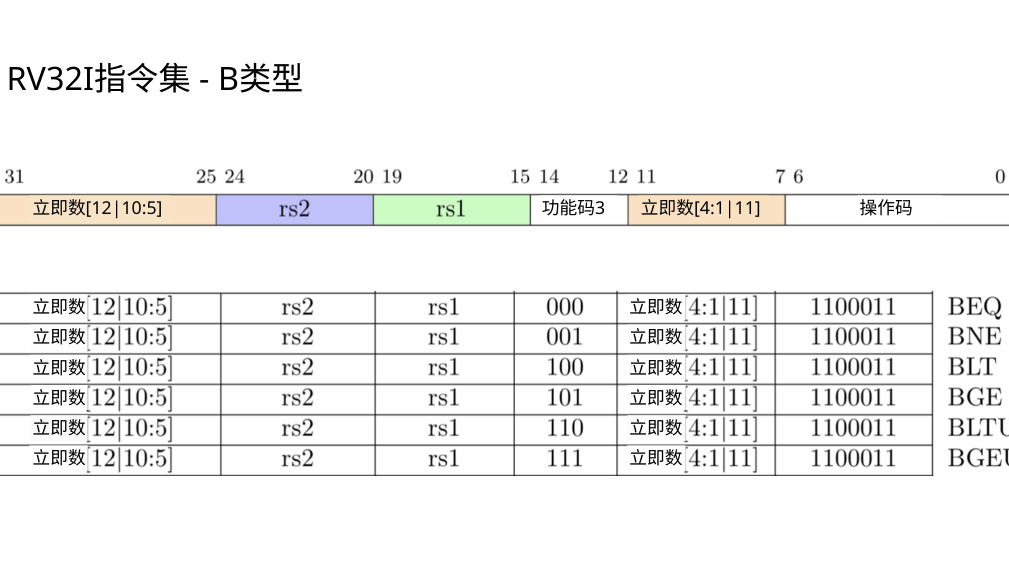 RV32I指令集 - B类型
31 25 24 20 19 15 14 12 11 7 6 0
立即数[12|10:5] rs2 rs1 功能码3 立即数[4:1|11] 操作码
立即数[12|10:5] rs2 rs1 000 立即数[4:1|11] 1100011 BEQ
立即数[12|10:5] rs2 rs1 001 立即数[4:1|11] 1100011 BNE
立即数[12|10:5] rs2 rs1 100 立即数[4:1|11] 1100011 BLT
立即数[12|10:5] rs2 rs1 101 立即数[4:1|11] 1100011 BGE
立即数[12|10:5] rs2 rs1 110 立即数[4:1|11] 1100011 BLTU
立即数[12|10:5] rs2 rs1 111 立即数[4:1|11] 1100011 BGEU